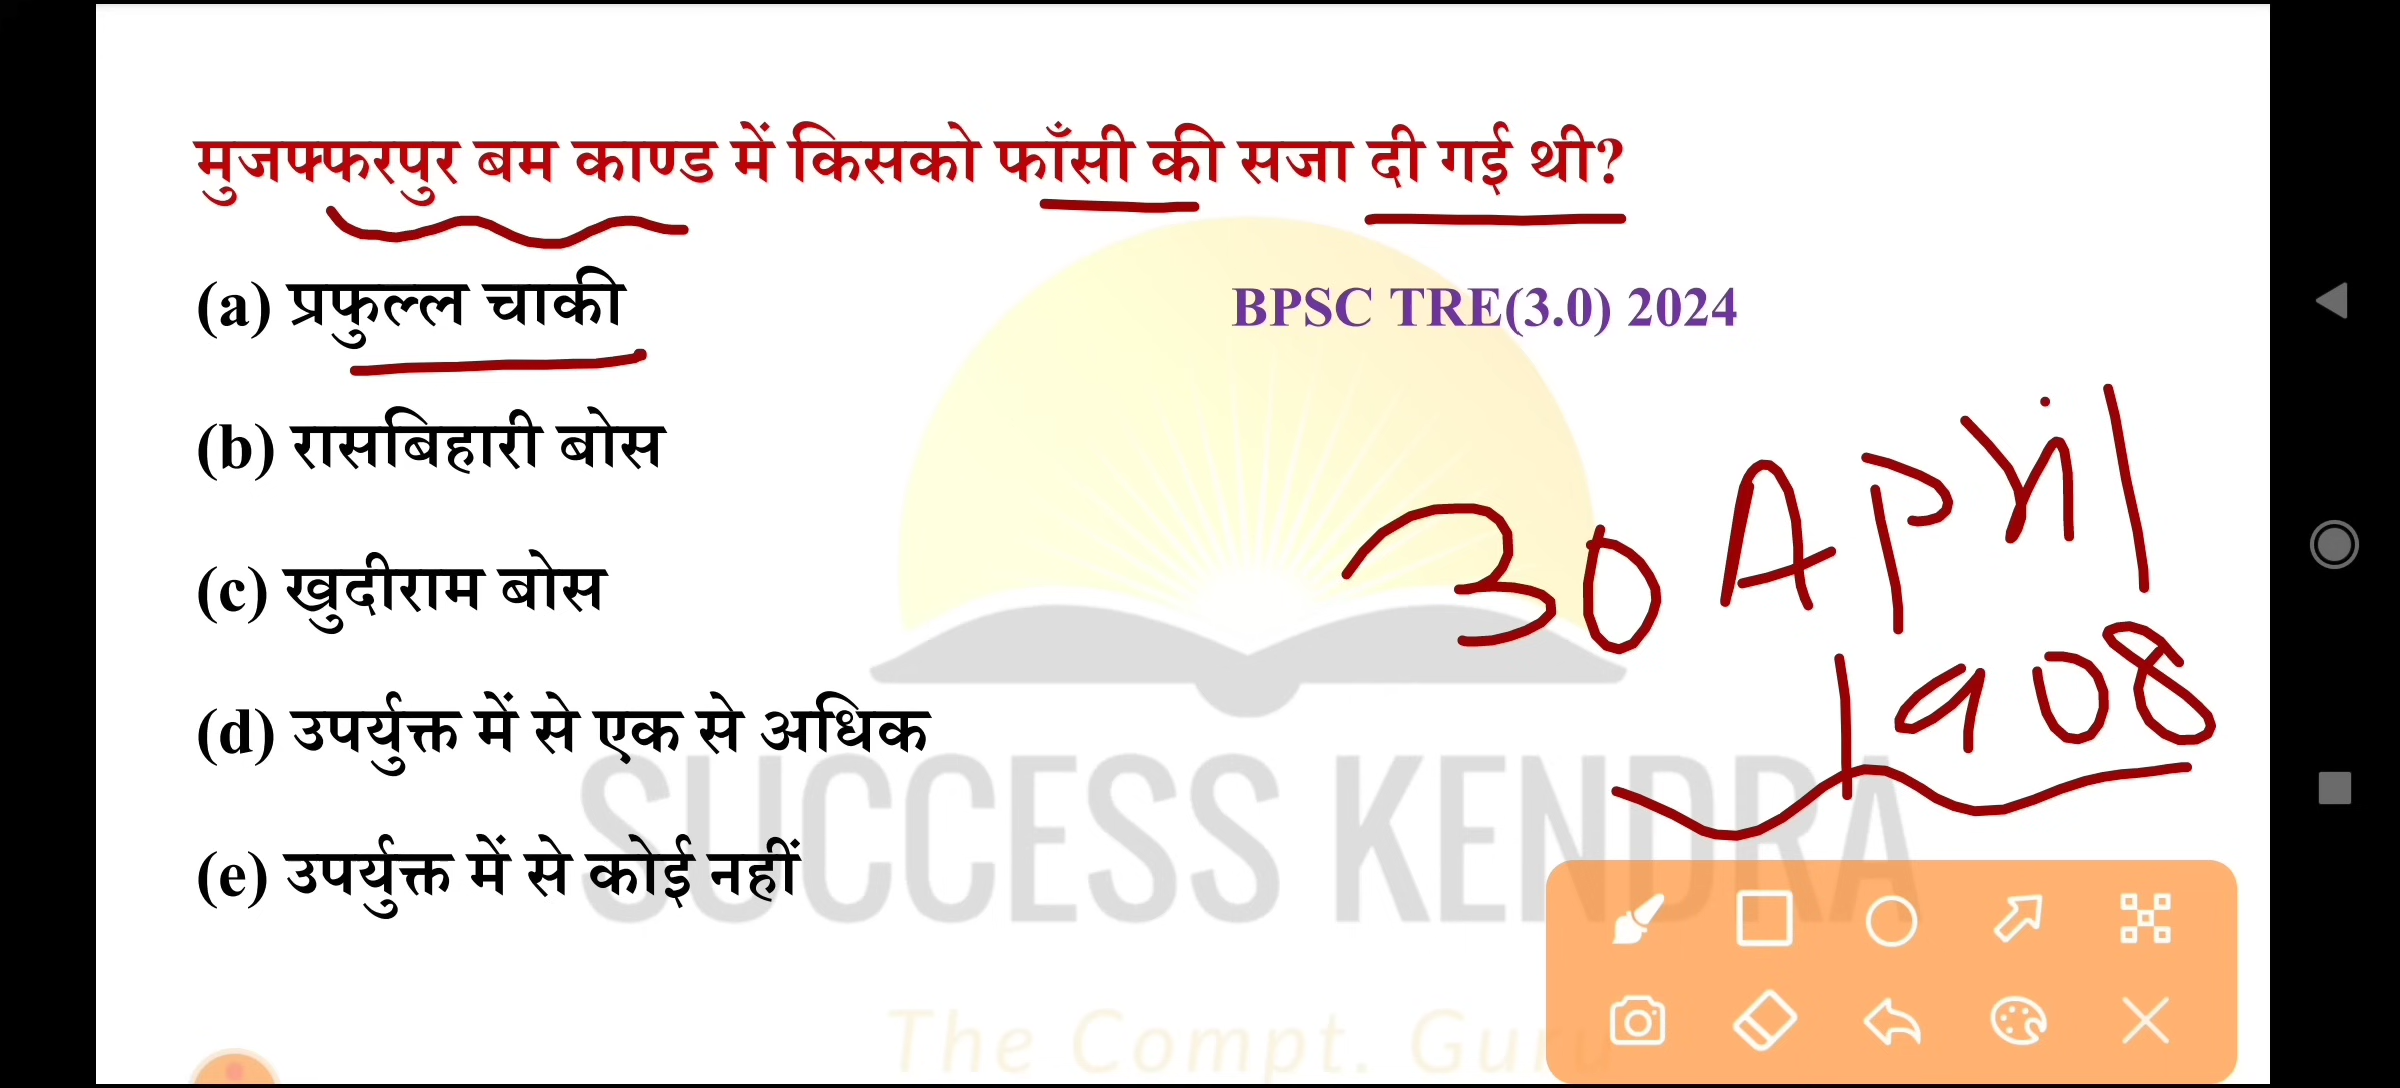 मुजफ्फरपुर बम काण्ड में किसको फाँसी की सजा दी गई थी?
(a) प्रफुल्ल चाकी
BPSC TRE(3.0) 2024
(b) रासबिहारी बोस
(c) खुदीराम बोस
30 April
1908
(d) उपर्युक्त में से एक से अधिक
(e) उपर्युक्त में से कोई नहीं
SUCCESS KENDRA
The Compt. Guru